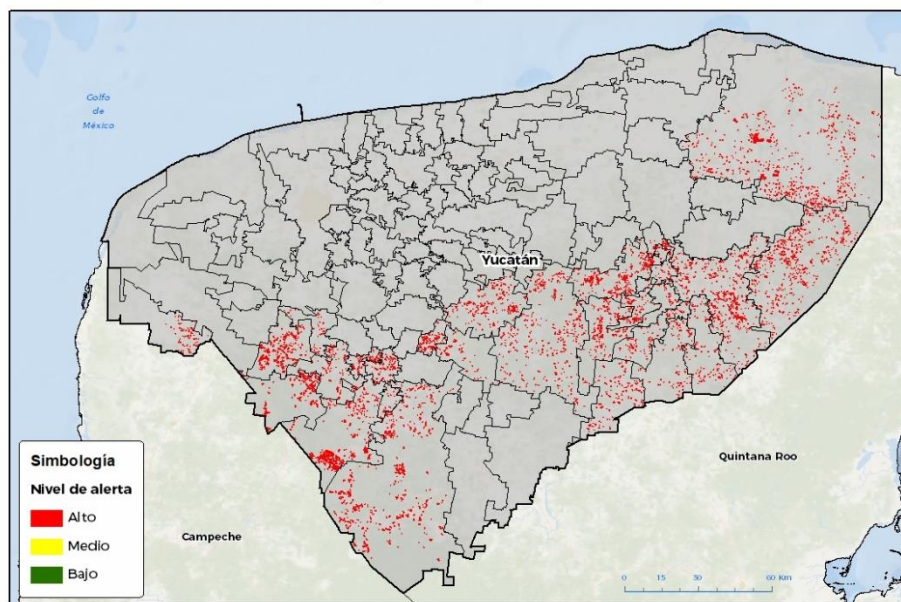 Golfo
de
México
Yucatán
Quintana Roo
Campeche
Simbología
Nivel de alerta
Alto
Medio
Bajo
0 15 30 60 Km